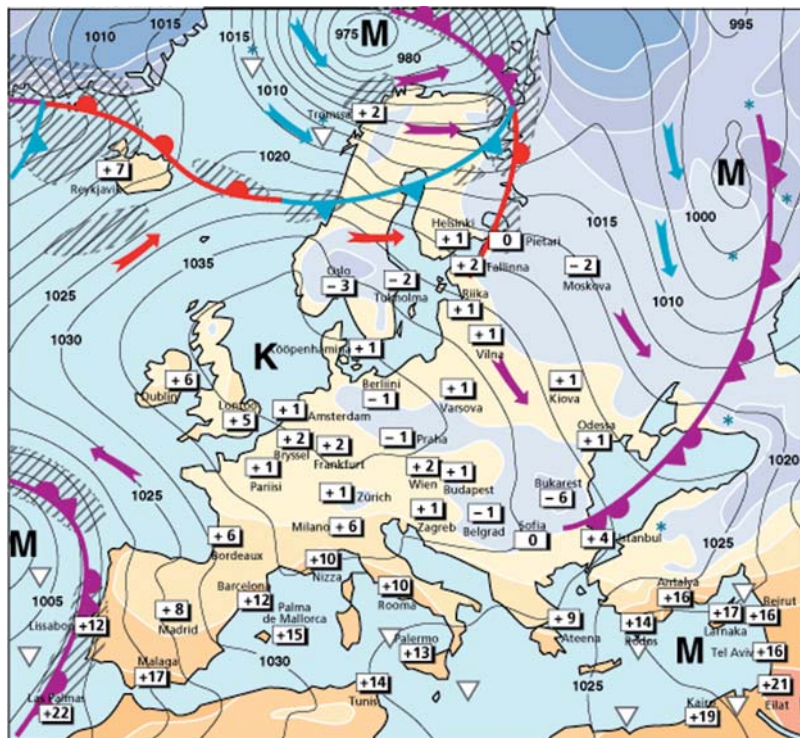 1010
1015
1015
975
M
980
995
1010
Tromssa
+ 2
1020
M
+ 7
Reykjavik
1000
Helsinki
+ 1
0
Pietari
1015
1035
+ 2
Tallinna
- 2
Moskova
1025
Oslo
- 3
- 2
Tukholma
1010
Riika
+ 1
1030
K
Kööpenhamina
+ 1
+ 1
Vilna
+ 6
Dublin
Berliini
- 1
+ 1
Varsova
+ 1
Kiova
Lontoo
+ 5
+ 1
Amsterdam
Odessa
+ 1
+ 2
Bryssel
+ 2
Frankfurt
- 1
Praha
1020
+ 1
Pariisi
+ 2
Wien
+ 1
Budapest
1025
+ 1
Zürich
Bukarest
- 6
+ 1
Zagreb
- 1
Belgrad
M
+ 6
Bordeaux
Milano
+ 6
Sofia
0
+ 4
Istanbul
1025
+10
Nizza
1005
Barcelona
+12
+10
Rooma
Antalya
+16
Lissabon
+12
+ 8
Madrid
Palma
de Mallorca
+15
+ 9
Ateena
+14
Rodos
+17
Larnaka
Beirut
+16
Palermo
+13
M
Tel Aviv
+16
Malaga
+17
1030
+14
Tunis
1025
+21
Eilat
Las Palmas
+22
Kairo
+19